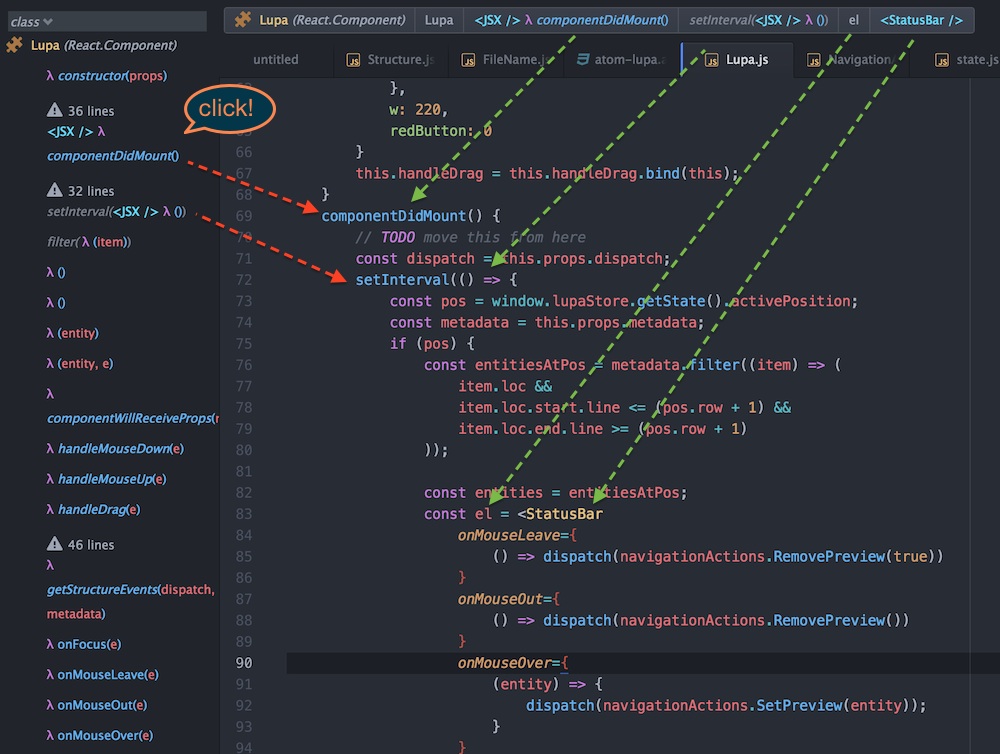 class
Lupa (React.Component)
λ constructor(props)
36 lines
<JSX /> λ
componentDidMount()
32 lines
setInterval(<JSX /> λ ())
filter( λ (item))
λ ()
λ ()
λ (entity)
λ (entity, e)
λ
componentWillReceiveProps(
λ handleMouseDown(e)
λ handleMouseUp(e)
λ handleDrag(e)
46 lines
λ
getStructureEvents(dispatch,
metadata)
λ onFocus(e)
λ onMouseLeave(e)
λ onMouseOut(e)
λ onMouseOver(e)
click!
Lupa (React.Component) Lupa <JSX /> λ componentDidMount() setInterval(<JSX /> λ ()) el <StatusBar />
untitled Structure.js FileName.js atom-lupa. Lupa.js Navigation state.js
},
w: 220,
redButton: 0
66 }
67 this.handleDrag = this.handleDrag.bind(this);
68 }
69 componentDidMount() {
70 // TODO move this from here
71 const dispatch = this.props.dispatch;
72 setInterval(() => {
73 const pos = window.lupaStore.getState().activePosition;
74 const metadata = this.props.metadata;
75 if (pos) {
76 const entitiesAtPos = metadata.filter((item) => (
77 item.loc &&
78 item.loc.start.line <= (pos.row + 1) &&
79 item.loc.end.line >= (pos.row + 1)
80 ));
81
82 const entities = entitiesAtPos;
83 const el = <StatusBar
84 onMouseLeave={
85 () => dispatch(navigationActions.RemovePreview(true))
86 }
87 onMouseOut={
88 () => dispatch(navigationActions.RemovePreview())
89 }
90 onMouseOver={
91 (entity) => {
92 dispatch(navigationActions.SetPreview(entity));
93 }
94 }